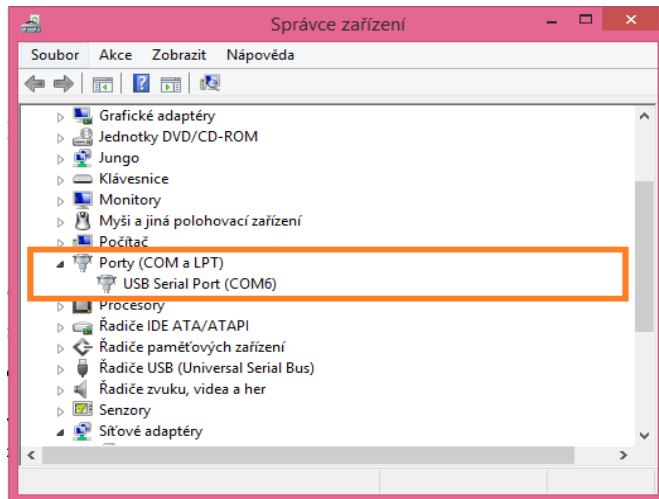 Správce zařízení
Soubor Akce Zobrazit Nápověda
Grafické adaptéry
Jednotky DVD/CD-ROM
Jungo
Klávesnice
Monitory
Myši a jiná polohovací zařízení
Počítač
Porty (COM a LPT)
USB Serial Port (COM6)
Procesory
Řadiče IDE ATA/ATAPI
Řadiče paměťových zařízení
Řadiče USB (Universal Serial Bus)
Řadiče zvuku, videa a her
Senzory
Síťové adaptéry